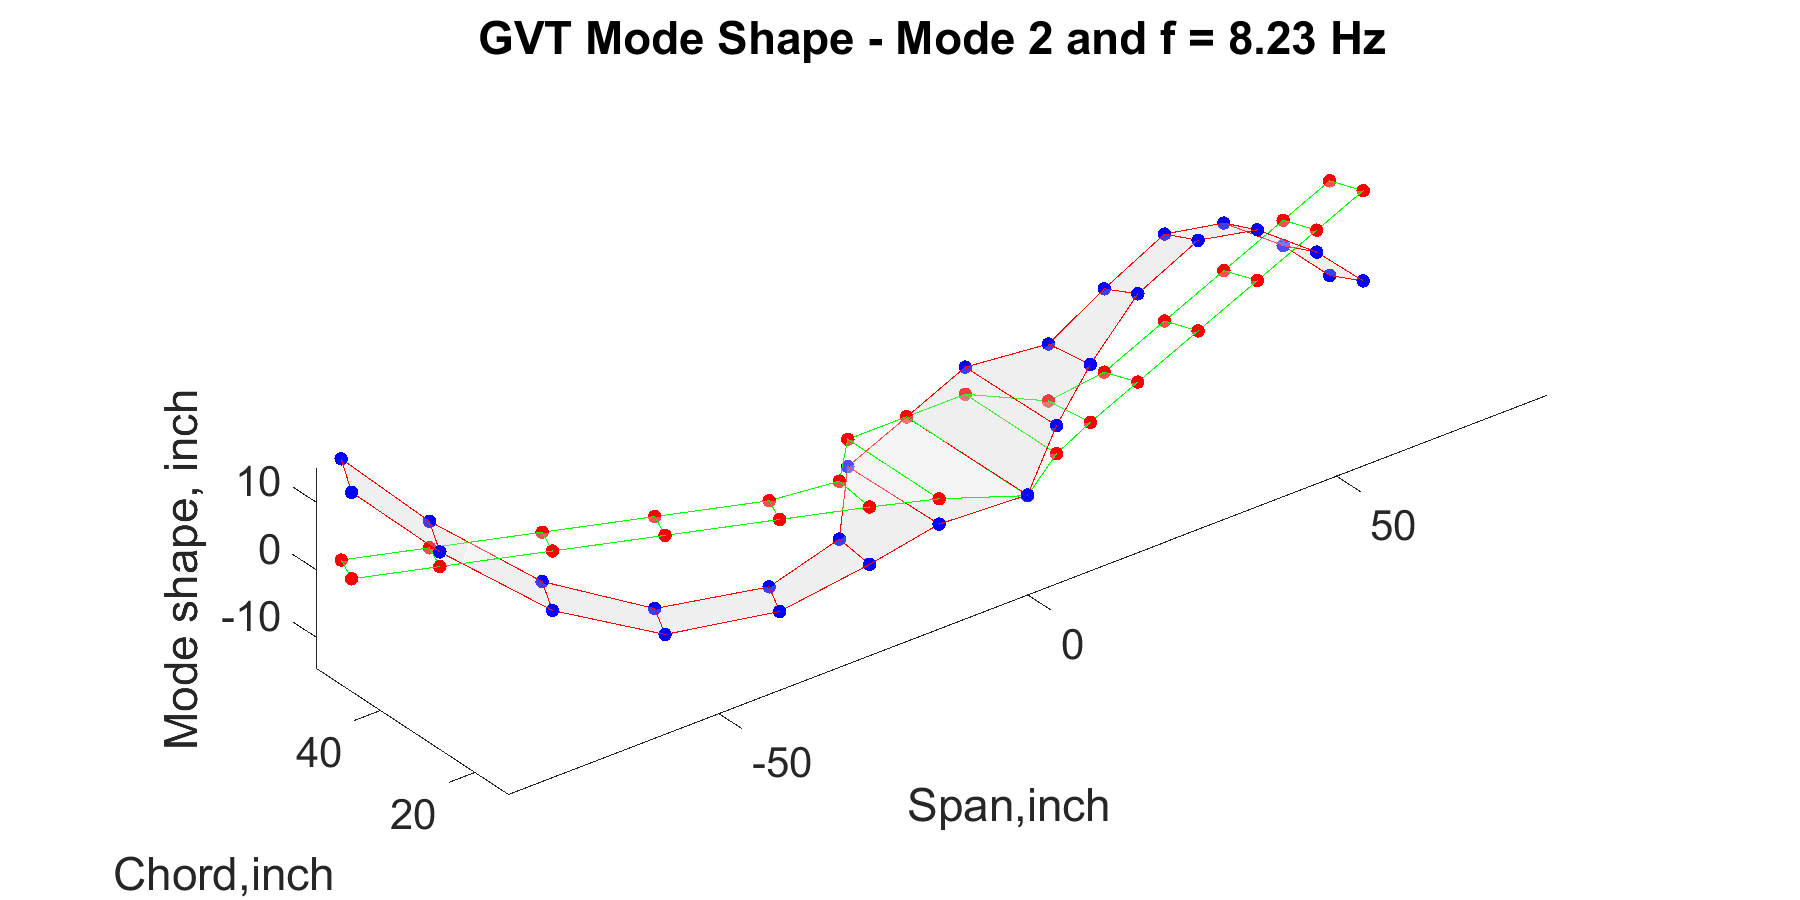 GVT Mode Shape - Mode 2 and f = 8.23 Hz
Mode shape, inch
10
0
-10
40
20
Chord,inch
-50
0
50
Span,inch